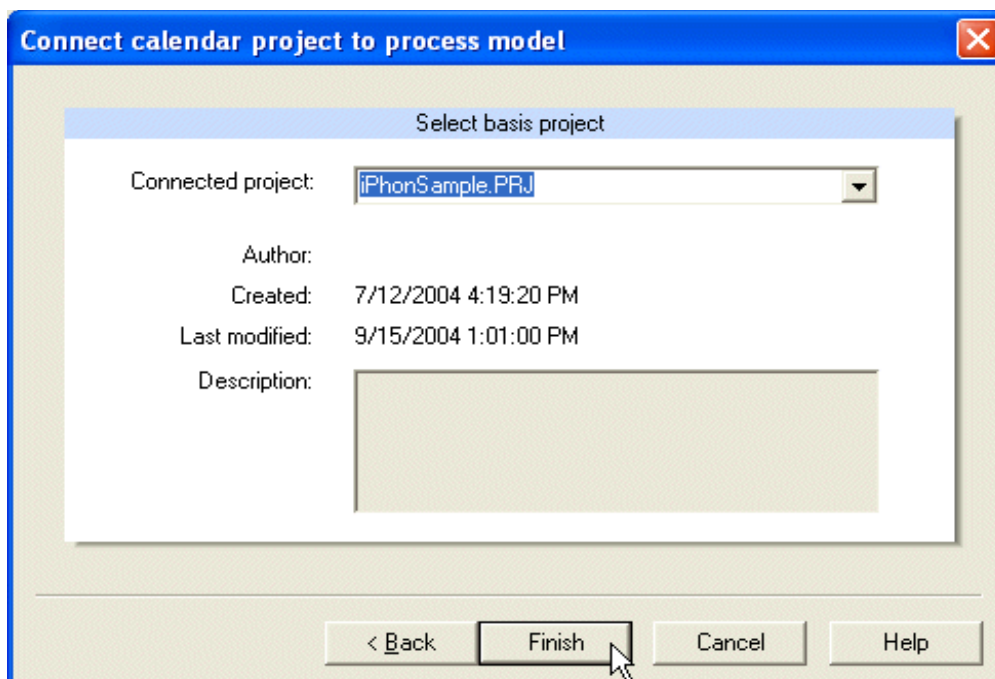 Connect calendar project to process model
Select basis project
Connected project: iPhonSample.PRJ
Author:
Created: 7/12/2004 4:19:20 PM
Last modified: 9/15/2004 1:01:00 PM
Description:
< Back Finish Cancel Help